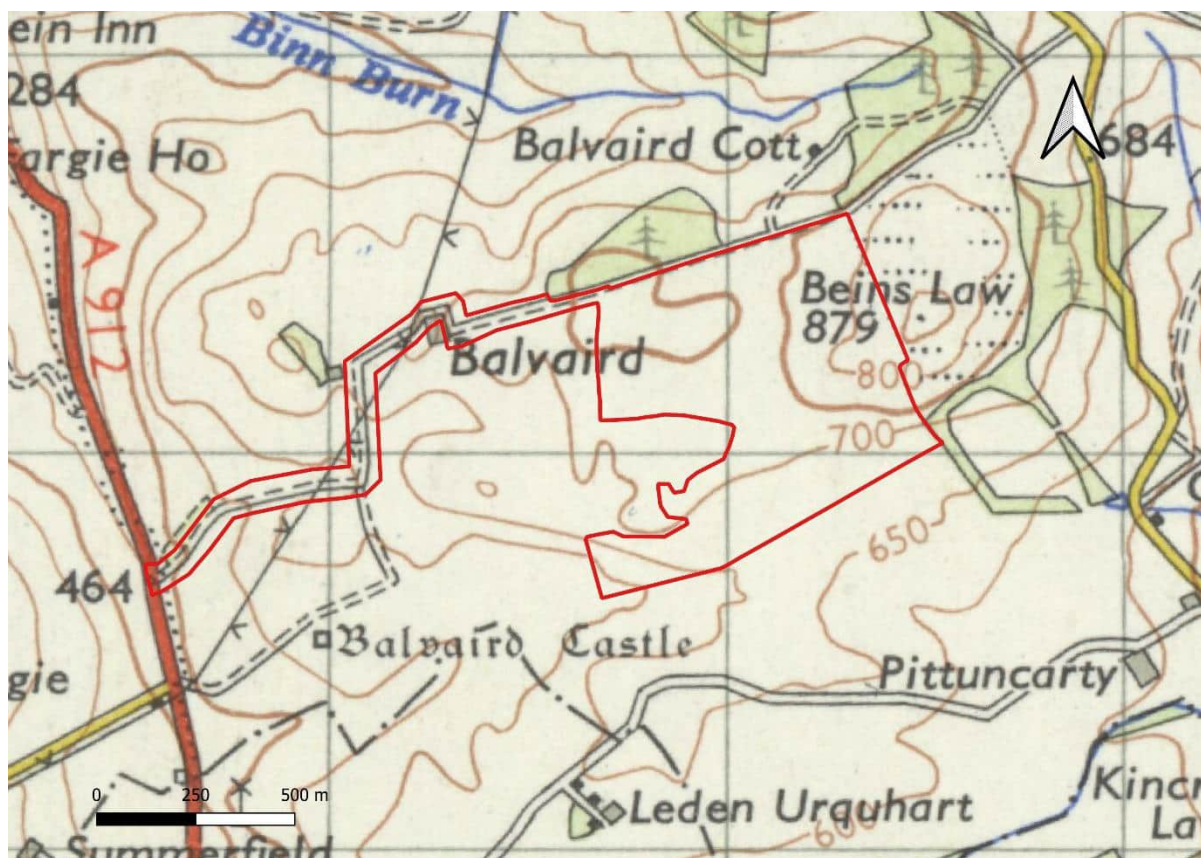 ein Inn
Binn Burn
284
Fargie Ho
Balvaird Cott.
684
A 912
Beins Law
879
Balvaird
800
700
650
464
Balvaird Castle
gie
Pittuncarty
0 250 500 m
Leden Urquhart
600
Kincr
La
Summerfield